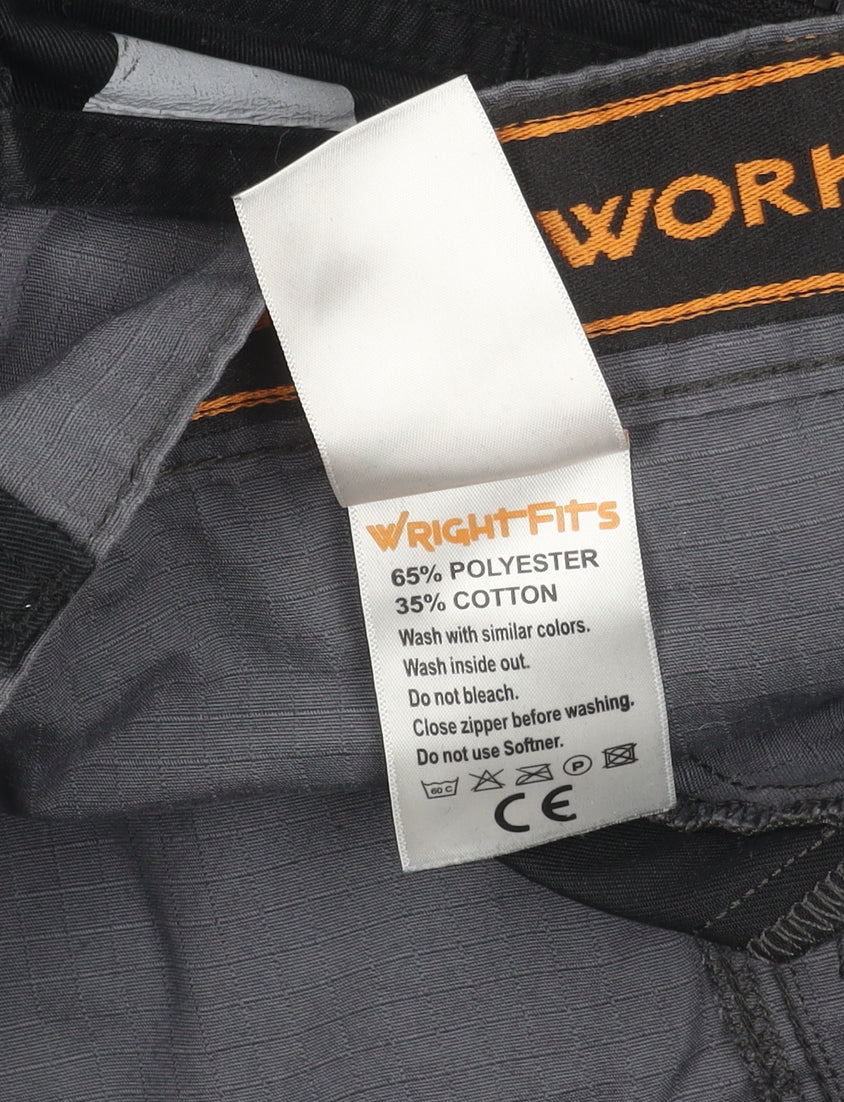 WORK
WRIGHT FITS
65% POLYESTER
35% COTTON
Wash with similar colors.
Wash inside out.
Do not bleach.
Close zipper before washing.
Do not use Softner.
60 C P
CE